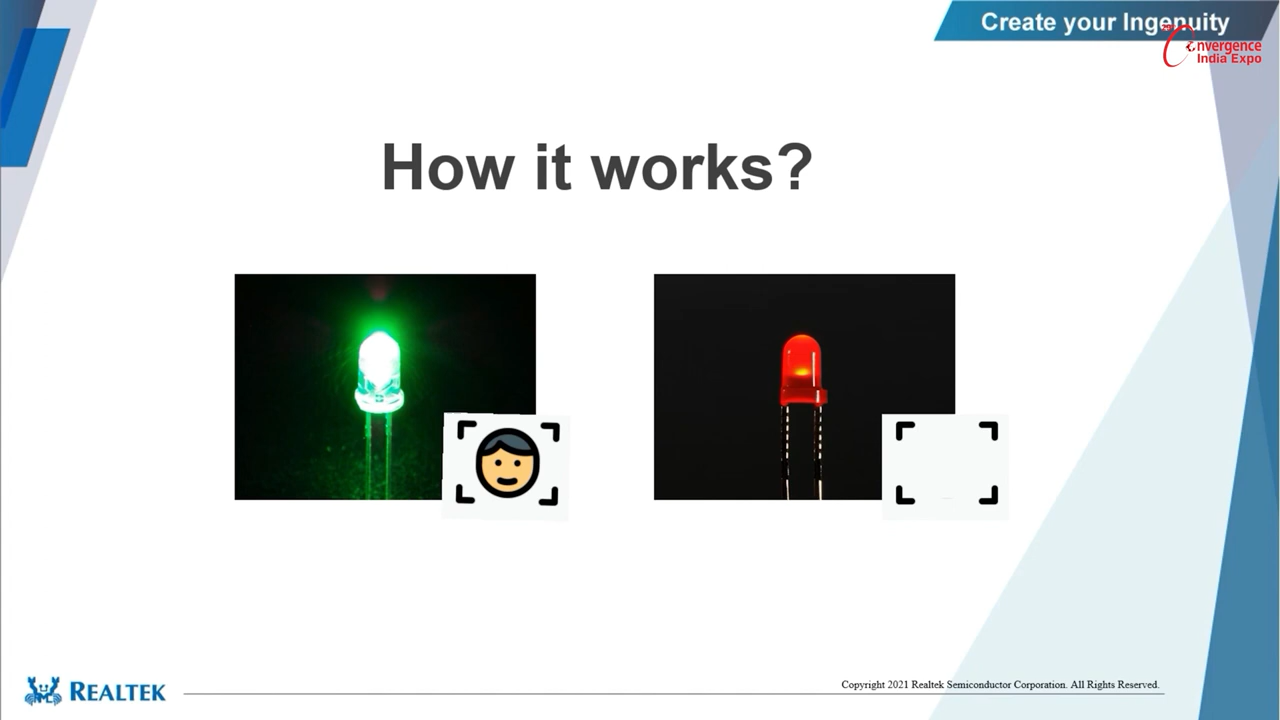 Create your Ingenuity
Convergence
India Expo
How it works?
REALTEK
Copyright 2021 Realtek Semiconductor Corporation. All Rights Reserved.